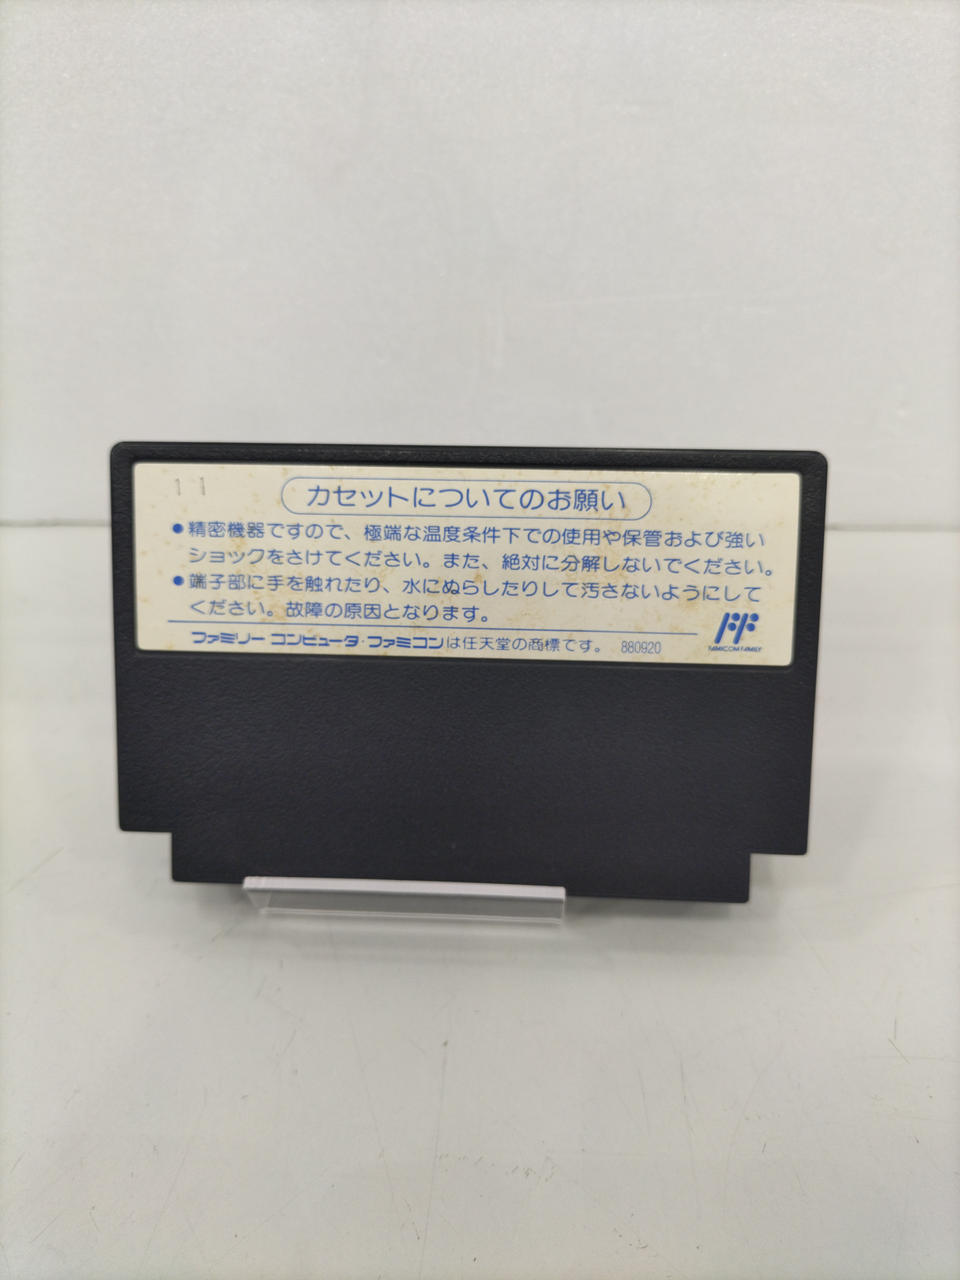 11
カセットについてのお願い
●精密機器ですので、極端な温度条件下での使用や保管および強い
ショックをさけてください。また、絶対に分解しないでください。
●端子部に手を触れたり、水にぬらしたりして汚さないようにして
ください。故障の原因となります。
ファミリー コンピュータ・ファミコンは任天堂の商標です。 880920
FF
FAMICOM FAMILY